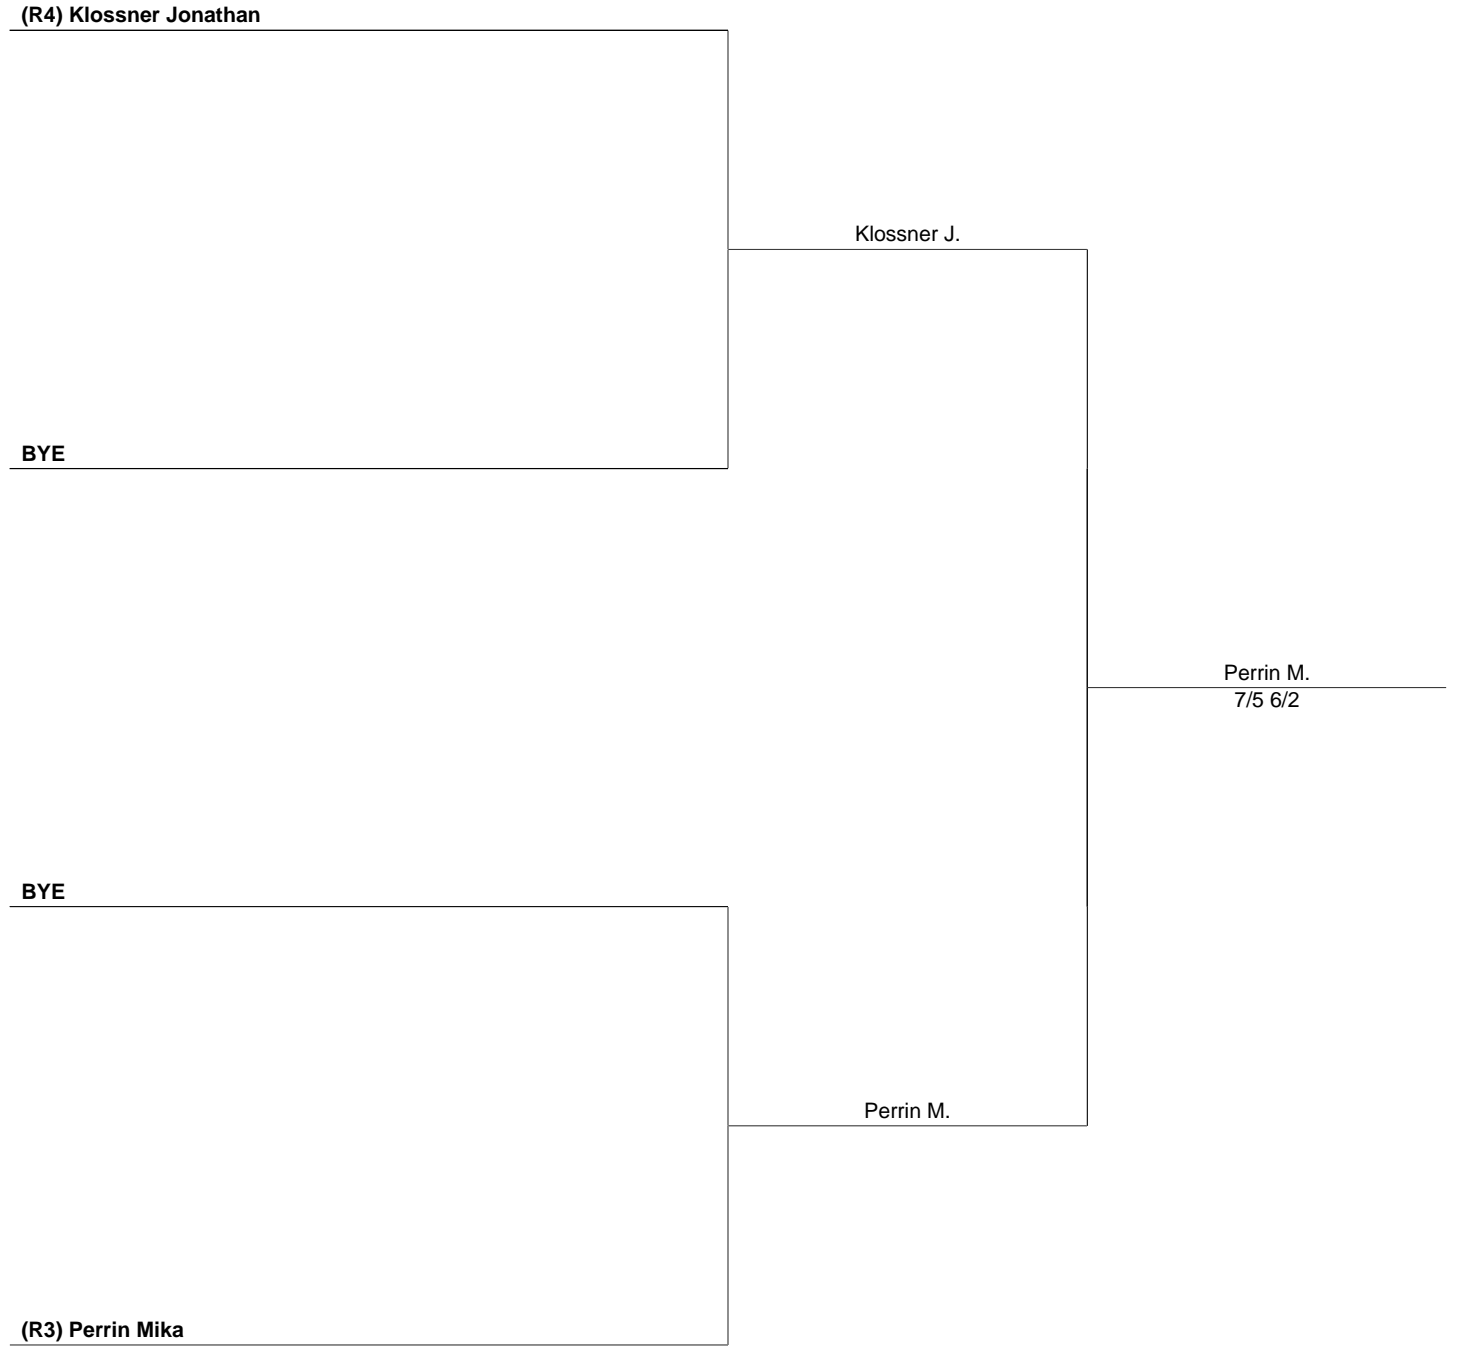 (R4) Klossner Jonathan
Klossner J.
BYE
Perrin M.
7/5 6/2
BYE
Perrin M.
(R3) Perrin Mika